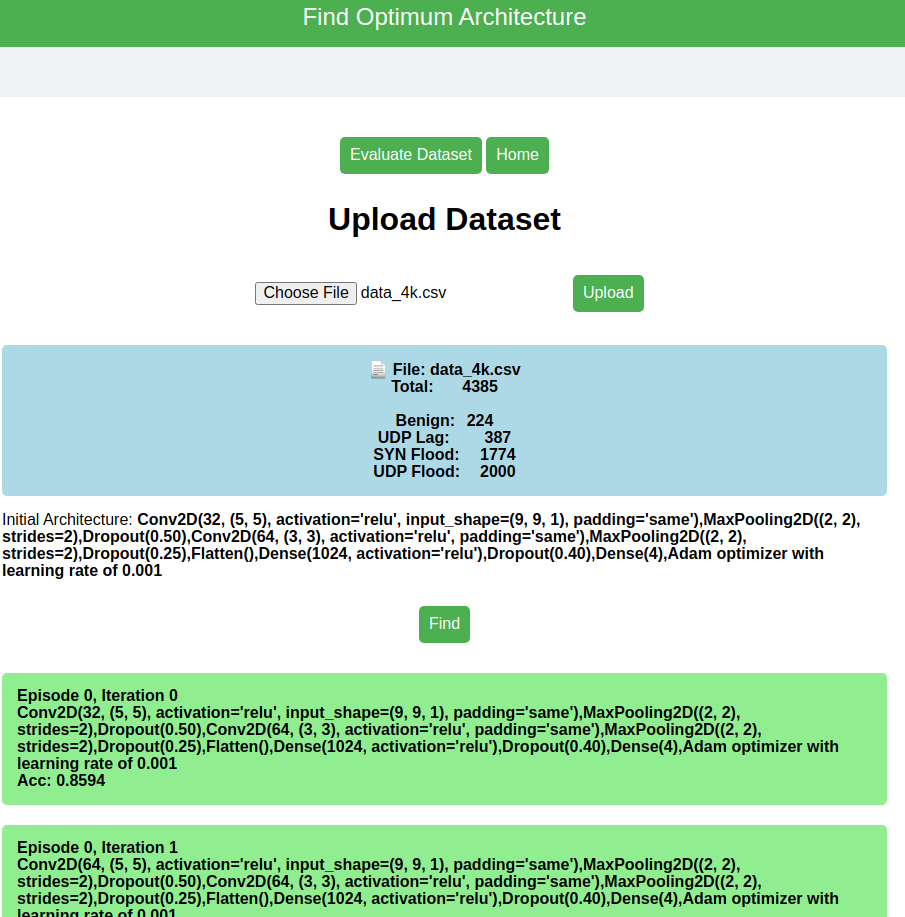 Find Optimum Architecture
Evaluate Dataset Home
Upload Dataset
Choose File data_4k.csv Upload
File: data_4k.csv
Total: 4385
Benign: 224
UDP Lag: 387
SYN Flood: 1774
UDP Flood: 2000
Initial Architecture: Conv2D(32, (5, 5), activation='relu', input_shape=(9, 9, 1), padding='same'),MaxPooling2D((2, 2),
strides=2),Dropout(0.50),Conv2D(64, (3, 3), activation='relu', padding='same'),MaxPooling2D((2, 2),
strides=2),Dropout(0.25),Flatten(),Dense(1024, activation='relu'),Dropout(0.40),Dense(4),Adam optimizer with
learning rate of 0.001
Find
Episode 0, Iteration 0
Conv2D(32, (5, 5), activation='relu', input_shape=(9, 9, 1), padding='same'),MaxPooling2D((2, 2),
strides=2),Dropout(0.50),Conv2D(64, (3, 3), activation='relu', padding='same'),MaxPooling2D((2, 2),
strides=2),Dropout(0.25),Flatten(),Dense(1024, activation='relu'),Dropout(0.40),Dense(4),Adam optimizer with
learning rate of 0.001
Acc: 0.8594
Episode 0, Iteration 1
Conv2D(64, (5, 5), activation='relu', input_shape=(9, 9, 1), padding='same'),MaxPooling2D((2, 2),
strides=2),Dropout(0.50),Conv2D(64, (3, 3), activation='relu', padding='same'),MaxPooling2D((2, 2),
strides=2),Dropout(0.25),Flatten(),Dense(1024, activation='relu'),Dropout(0.40),Dense(4),Adam optimizer with
learning rate of 0.001